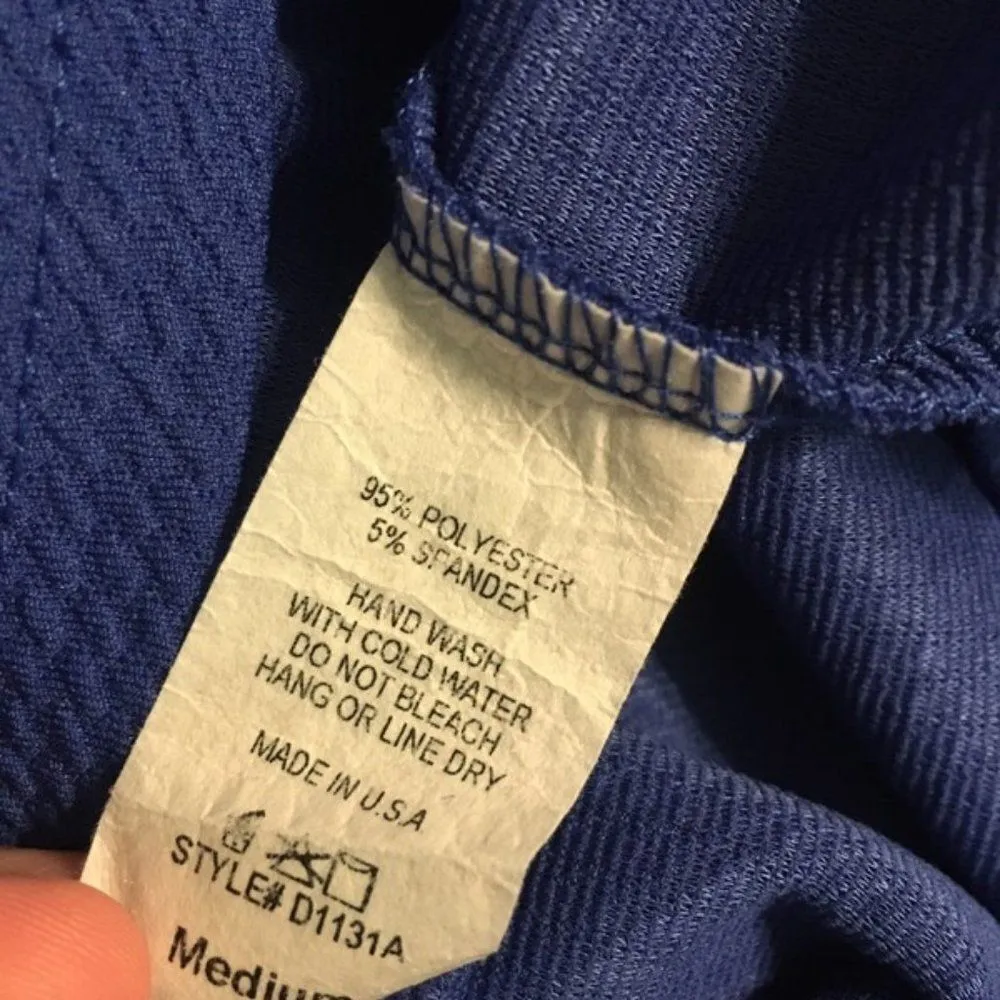 95% POLYESTER
5% SPANDEX
HAND WASH
WITH COLD WATER
DO NOT BLEACH
HANG OR LINE DRY
MADE IN U.S.A
STYLE# D1131A
Medium